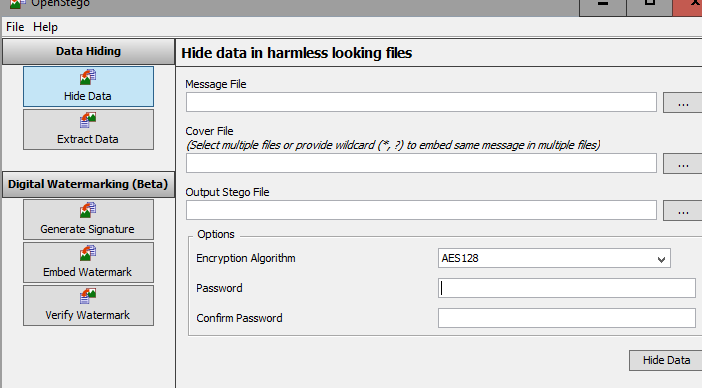 OpenStego
File Help
Data Hiding
Hide Data
Extract Data
Digital Watermarking (Beta)
Generate Signature
Embed Watermark
Verify Watermark
Hide data in harmless looking files
Message File
...
Cover File
(Select multiple files or provide wildcard (*, ?) to embed same message in multiple files)
...
Output Stego File
...
Options
Encryption Algorithm AES128
Password
Confirm Password
Hide Data